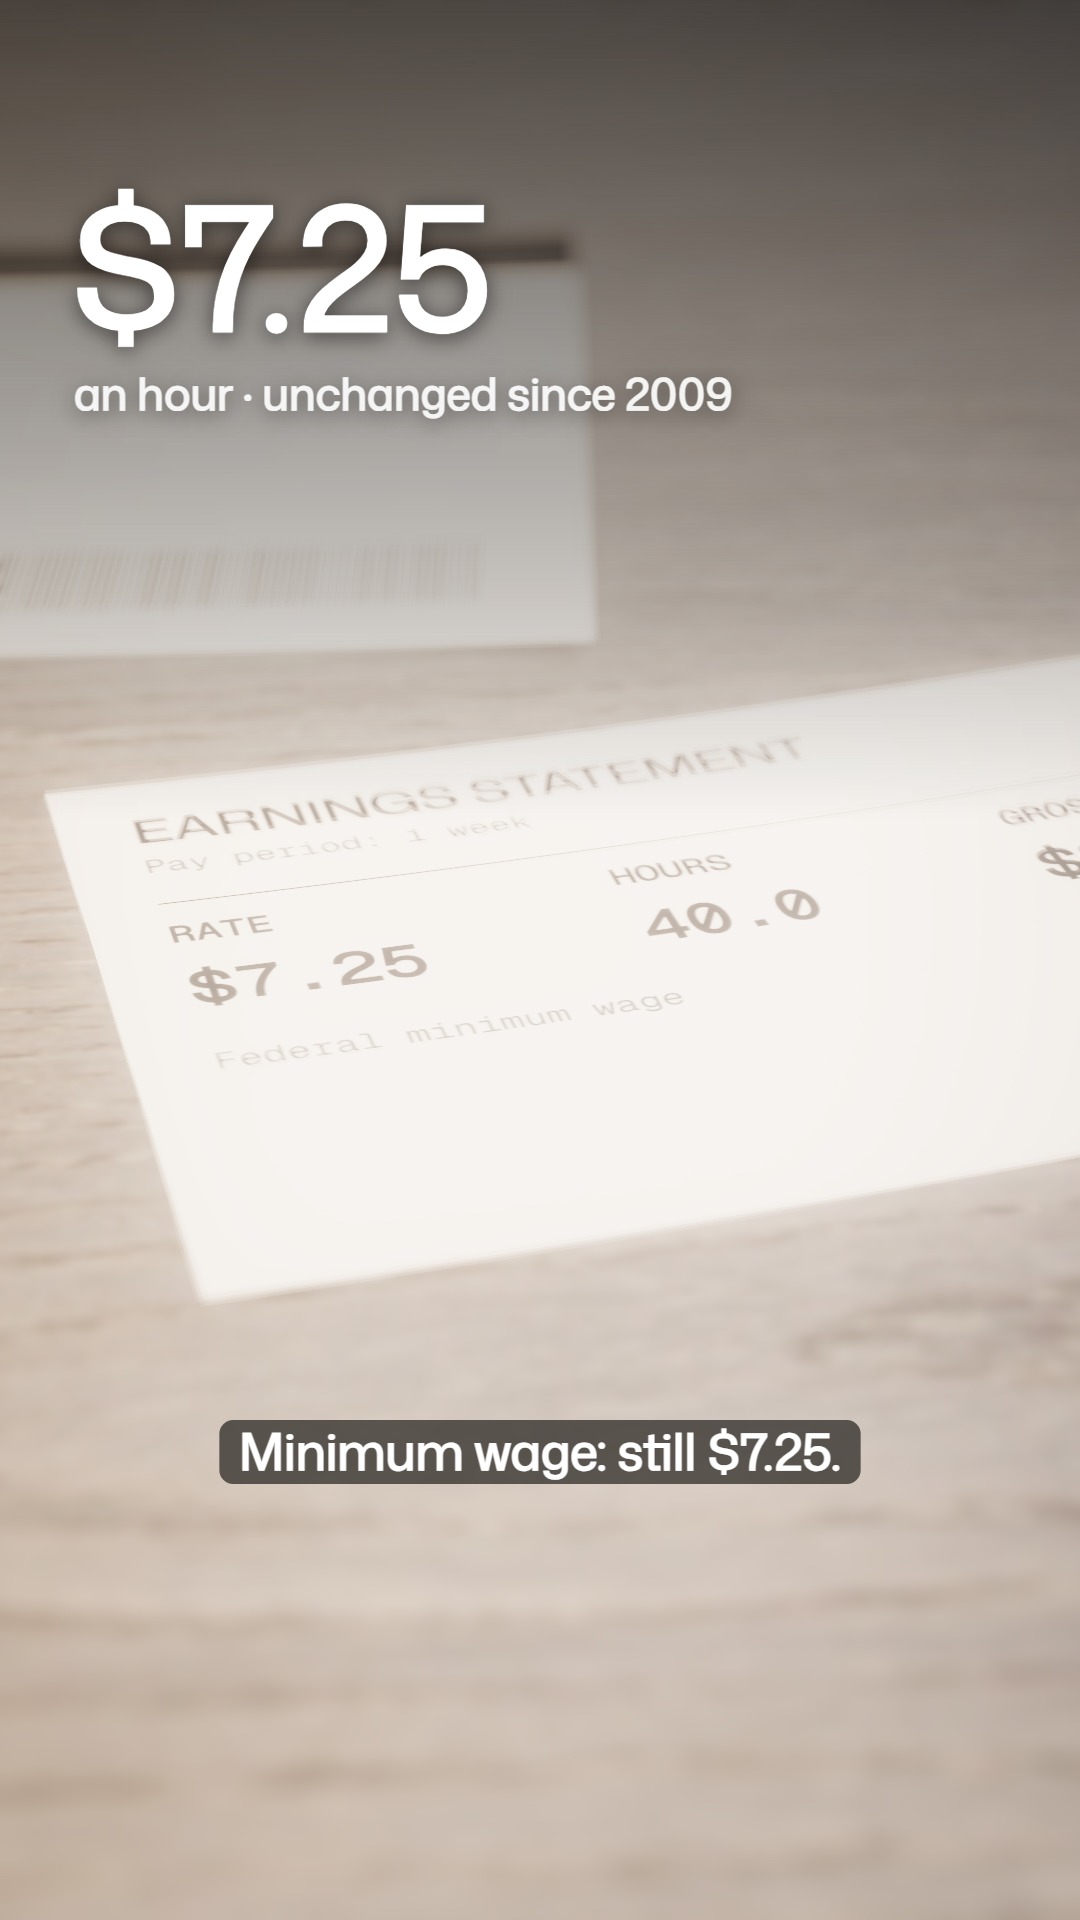 $7.25
an hour · unchanged since 2009
EARNINGS STATEMENT
Pay period: 1 week
RATE
HOURS
$7.25
40.0
Federal minimum wage
Minimum wage: still $7.25.